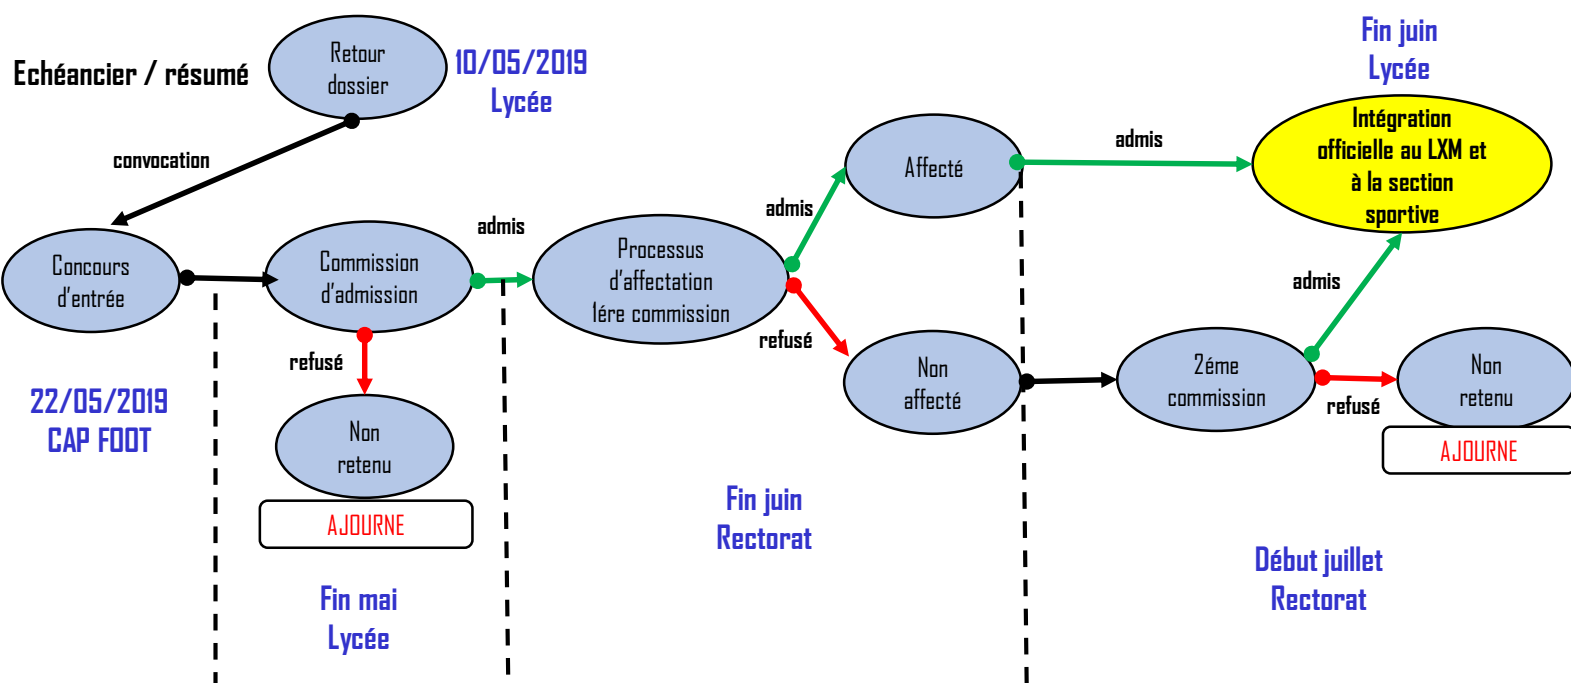 Echéancier / résumé
Retour
dossier
10/05/2019
Lycée
convocation
Concours
d'entrée
22/05/2019
CAP FOOT
Commission
d'admission
admis
refusé
Non
retenu
AJOURNE
Fin mai
Lycée
Processus
d'affectation
1ére commission
admis
refusé
Affecté
Non
affecté
Fin juin
Rectorat
admis
Fin juin
Lycée
Intégration
officielle au LXM et
à la section
sportive
2éme
commission
admis
refusé
Non
retenu
AJOURNE
Début juillet
Rectorat